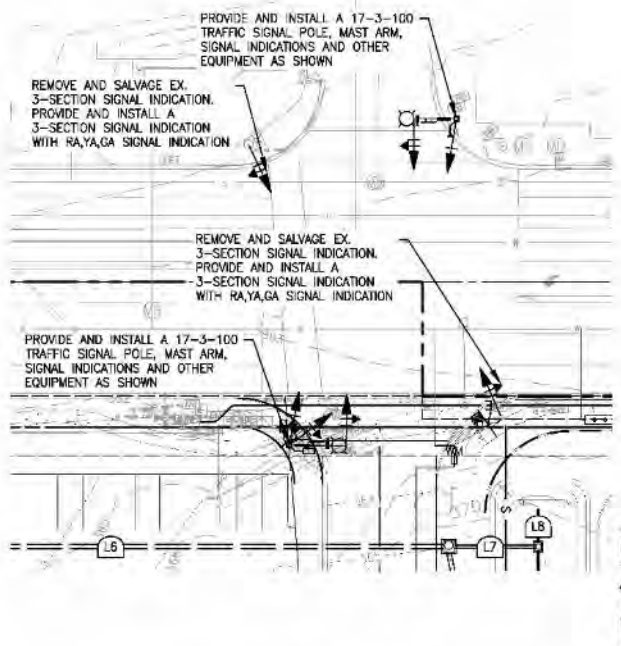 PROVIDE AND INSTALL A 17-3-100
TRAFFIC SIGNAL POLE, MAST ARM,
SIGNAL INDICATIONS AND OTHER
EQUIPMENT AS SHOWN
REMOVE AND SALVAGE EX.
3-SECTION SIGNAL INDICATION.
PROVIDE AND INSTALL A
3-SECTION SIGNAL INDICATION
WITH RA,YA,GA SIGNAL INDICATION
REMOVE AND SALVAGE EX.
3-SECTION SIGNAL INDICATION.
PROVIDE AND INSTALL A
3-SECTION SIGNAL INDICATION
WITH RA,YA,GA SIGNAL INDICATION
PROVIDE AND INSTALL A 17-3-100
TRAFFIC SIGNAL POLE, MAST ARM,
SIGNAL INDICATIONS AND OTHER
EQUIPMENT AS SHOWN
S
L8
L6
L7